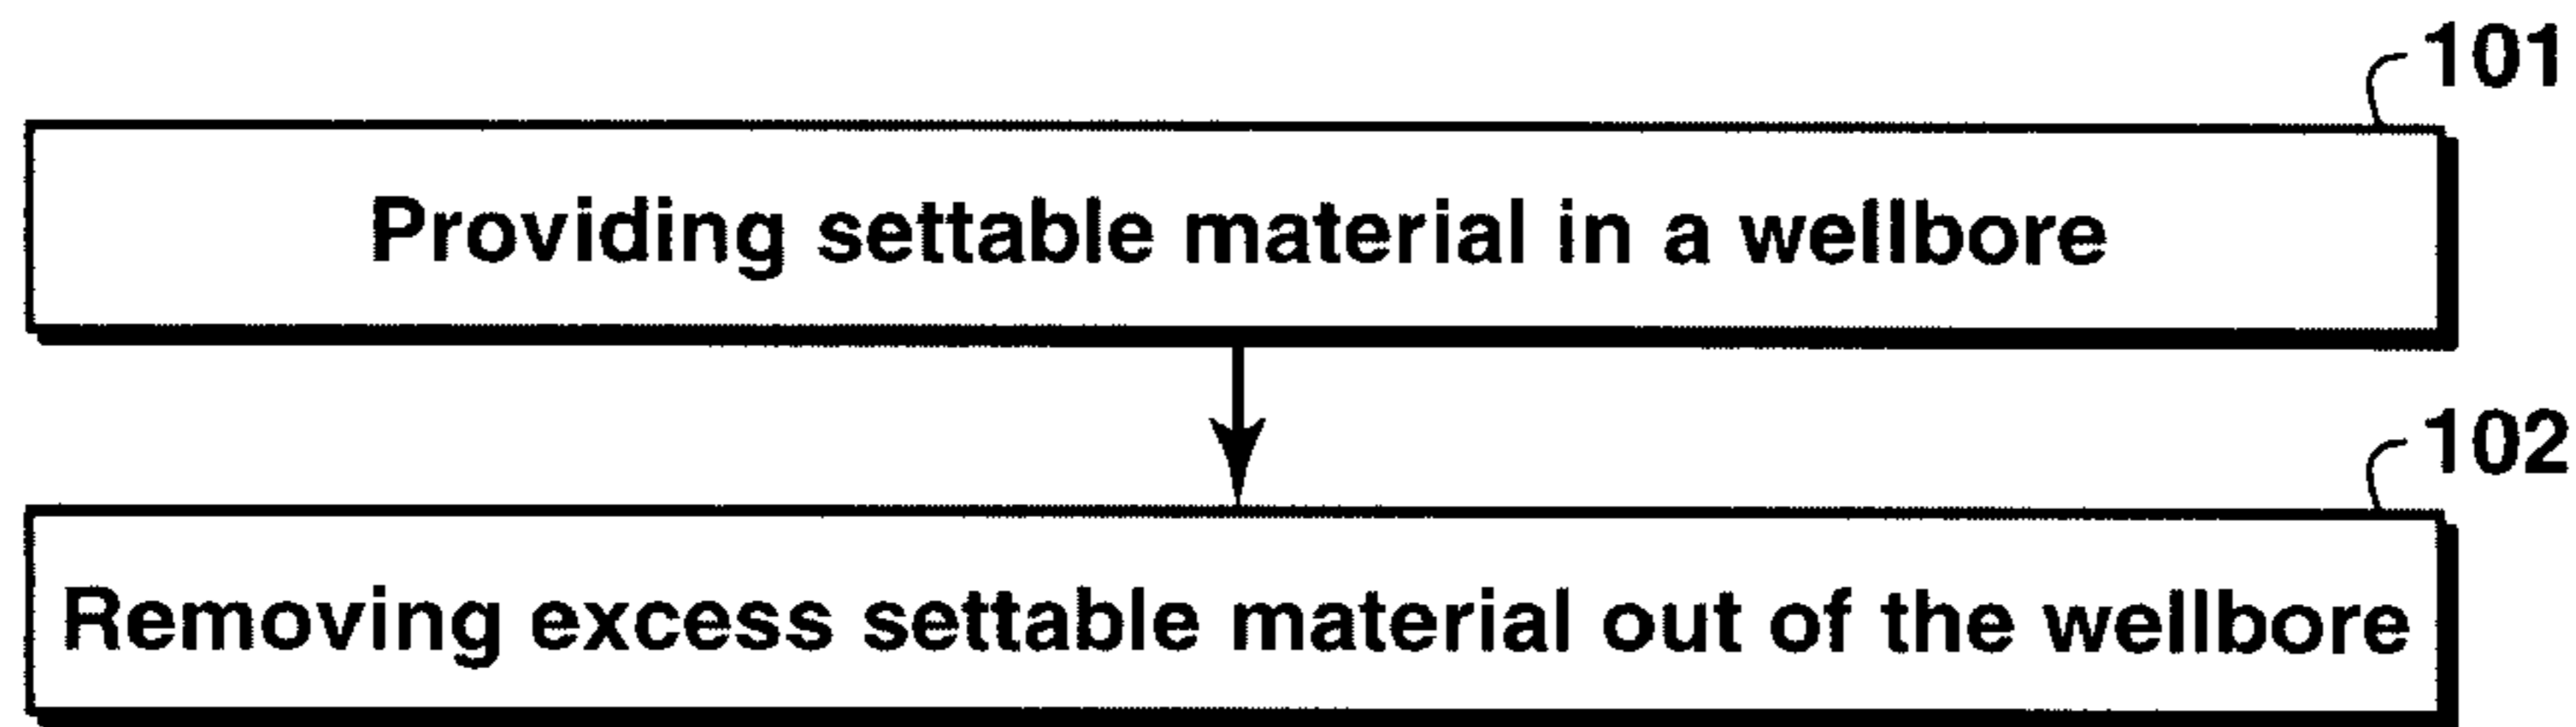 101
Providing settable material in a wellbore
102
Removing excess settable material out of the wellbore